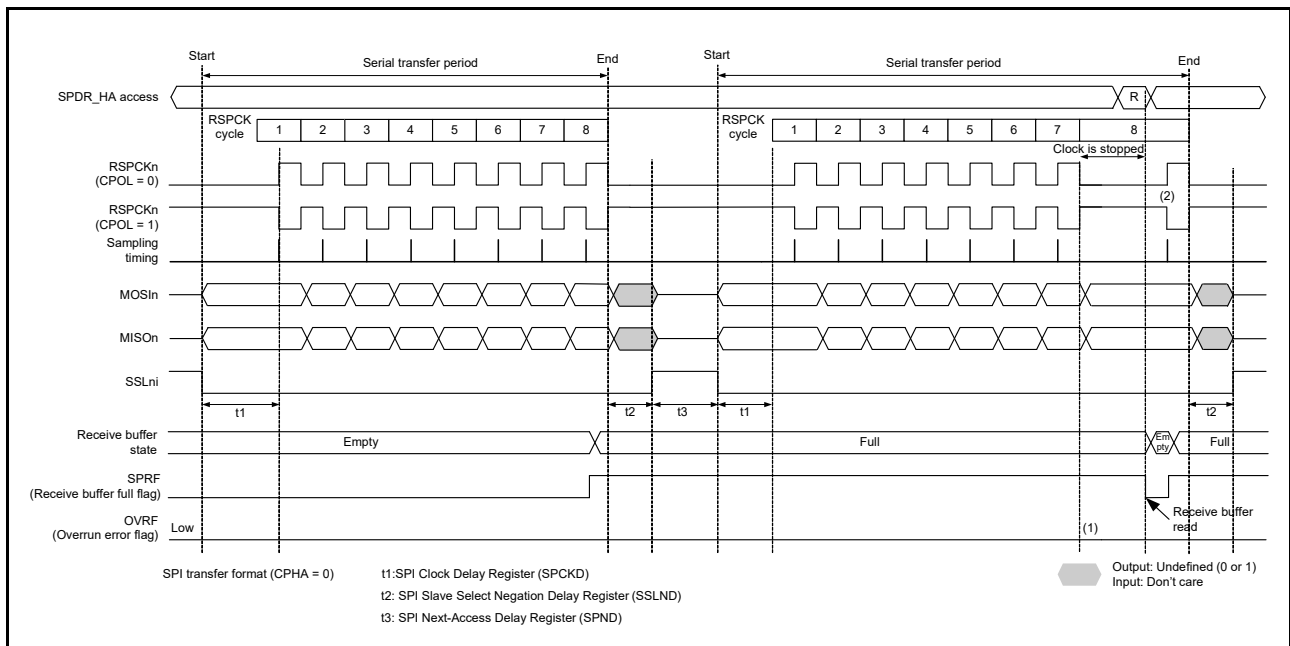 Start
Serial transfer period
End
Start
Serial transfer period
End
SPDR_HA access
R
RSPCK
cycle
1 2 3 4 5 6 7 8
RSPCK
cycle
1 2 3 4 5 6 7 8
Clock is stopped
RSPCKn
(CPOL = 0)
(2)
RSPCKn
(CPOL = 1)
Sampling
timing
MOSIn
MISOn
SSLni
t1
t2
t3
t1
t2
Receive buffer
state
Empty
Full
Em
pty
Full
SPRF
(Receive buffer full flag)
Receive buffer
read
OVRF
(Overrun error flag)
Low
(1)
SPI transfer format (CPHA = 0)
t1:SPI Clock Delay Register (SPCKD)
t2: SPI Slave Select Negation Delay Register (SSLND)
t3: SPI Next-Access Delay Register (SPND)
Output: Undefined (0 or 1)
Input: Don't care